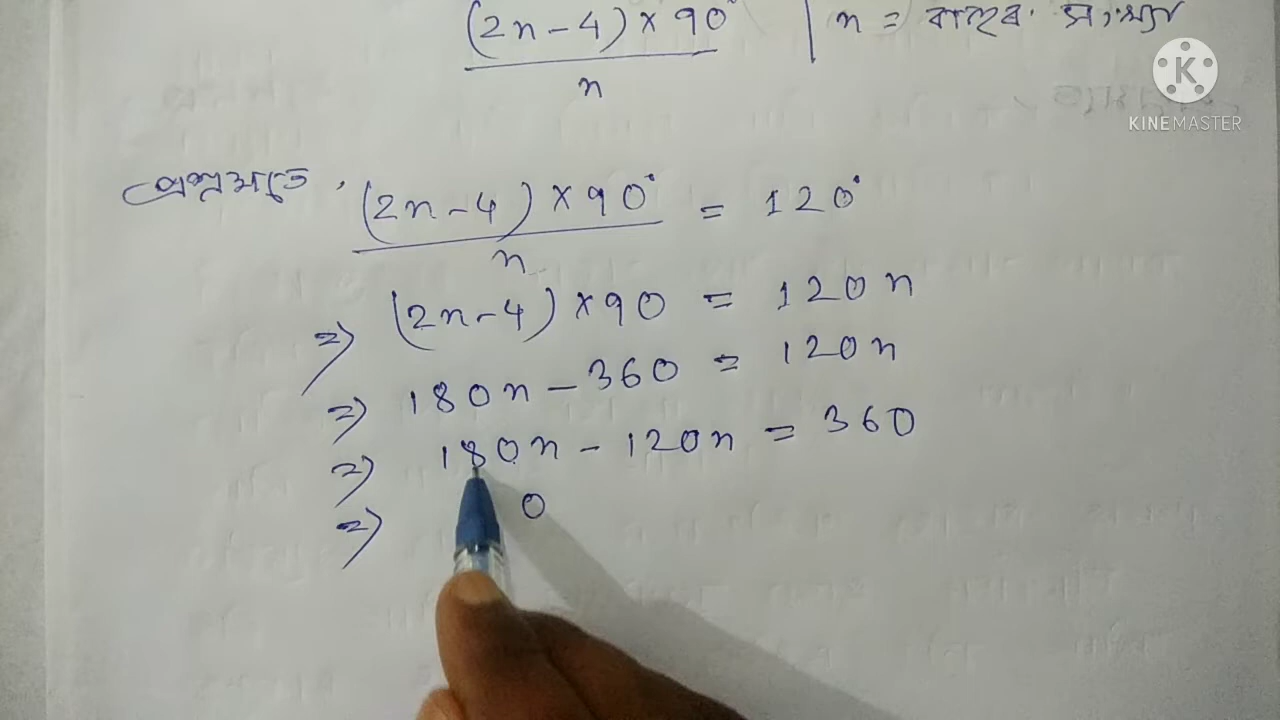 (2n-4) × 90° / n | n = বাহুৰ সংখ্যা
KINEMASTER
প্ৰশ্নমতে, (2n-4) × 90° / n = 120°
⇒ (2n-4) × 90 = 120n
⇒ 180n - 360 = 120n
⇒ 180n - 120n = 360
⇒ 0